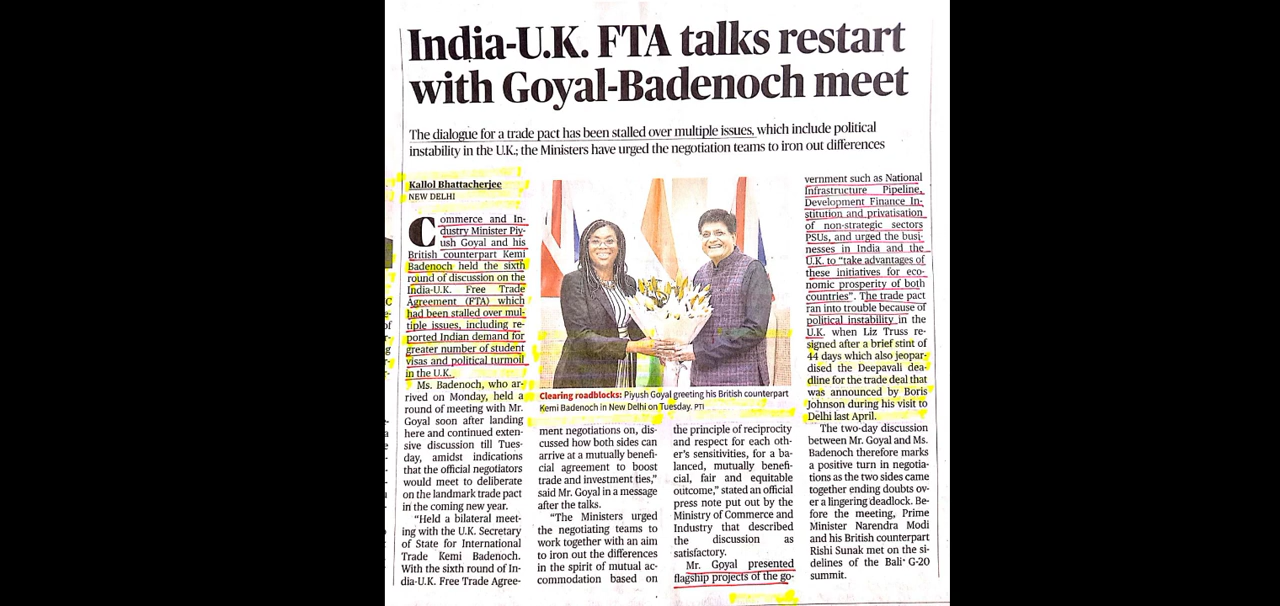 India-U.K. FTA talks restart
with Goyal-Badenoch meet
The dialogue for a trade pact has been stalled over multiple issues, which include political
instability in the U.K.; the Ministers have urged the negotiation teams to iron out differences
Kallol Bhattacherjee
NEW DELHI
Commerce and In-
dustry Minister Piy-
ush Goyal and his
British counterpart Kemi
Badenoch held the sixth
round of discussion on the
India-U.K. Free Trade
Agreement (FTA) which
had been stalled over mul-
tiple issues, including re-
ported Indian demand for
greater number of student
visas and political turmoil
in the U.K.
Ms. Badenoch, who ar-
rived on Monday, held a
round of meeting with Mr.
Goyal soon after landing
here and continued exten-
sive discussion till Tues-
day, amidst indications
that the official negotiators
would meet to deliberate
on the landmark trade pact
in the coming new year.
"Held a bilateral meet-
ing with the U.K. Secretary
of State for International
Trade Kemi Badenoch.
With the sixth round of In-
dia-U.K. Free Trade Agree-
Clearing roadblocks: Piyush Goyal greeting his British counterpart
Kemi Badenoch in New Delhi on Tuesday. PTI
ment negotiations on, dis-
cussed how both sides can
arrive at a mutually benefi-
cial agreement to boost
trade and investment ties,"
said Mr. Goyal in a message
after the talks.
"The Ministers urged
the negotiating teams to
work together with an aim
to iron out the differences
in the spirit of mutual ac-
commodation based on
the principle of reciprocity
and respect for each oth-
er's sensitivities, for a ba-
lanced, mutually benefi-
cial, fair and equitable
outcome," stated an official
press note put out by the
Ministry of Commerce and
Industry that described
the discussion as
satisfactory.
Mr. Goyal presented
flagship projects of the go-
vernment such as National
Infrastructure Pipeline,
Development Finance In-
stitution and privatisation
of non-strategic sectors
PSUs, and urged the busi-
nesses in India and the
U.K. to "take advantages of
these initiatives for eco-
nomic prosperity of both
countries". The trade pact
ran into trouble because of
political instability in the
U.K. when Liz Truss re-
signed after a brief stint of
44 days which also jeopar-
dised the Deepavali dea-
dline for the trade deal that
was announced by Boris
Johnson during his visit to
Delhi last April.
The two-day discussion
between Mr. Goyal and Ms.
Badenoch therefore marks
a positive turn in negotia-
tions as the two sides came
together ending doubts ov-
er a lingering deadlock. Be-
fore the meeting, Prime
Minister Narendra Modi
and his British counterpart
Rishi Sunak met on the si-
delines of the Bali G-20
summit.